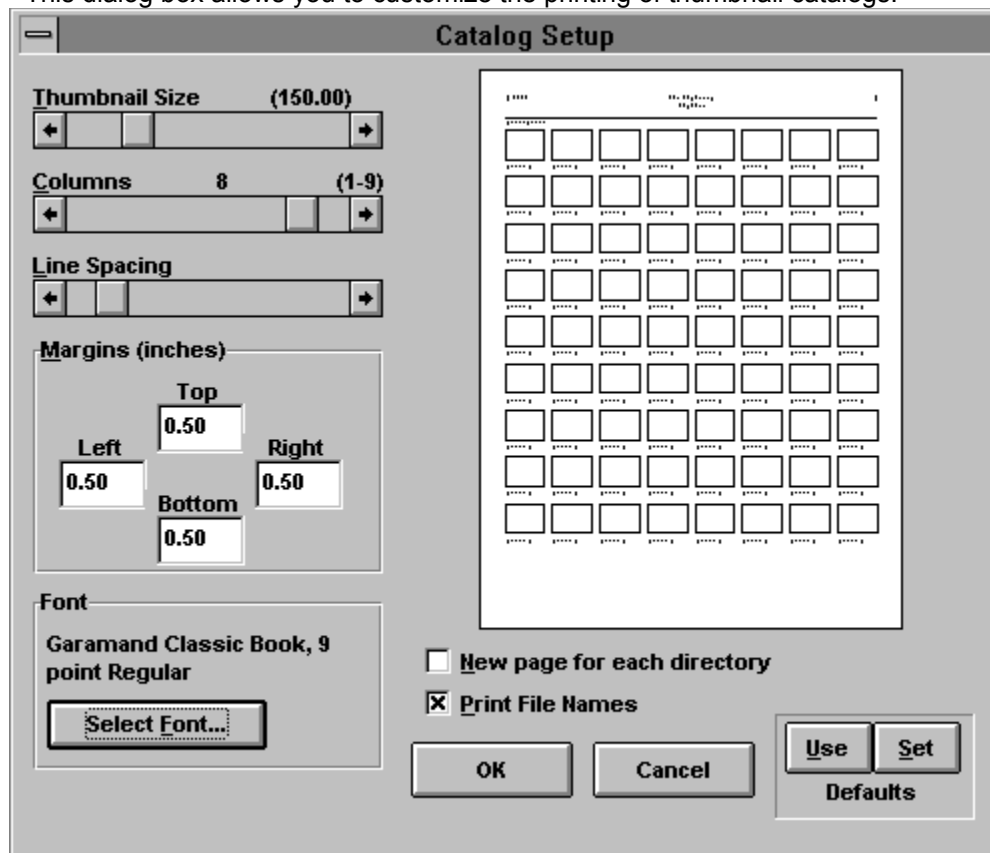 This dialog box allows you to customize the printing of thumbnail catalogs.
Catalog Setup
Thumbnail Size (150.00)
Columns 8 (1-9)
Line Spacing
Margins (inches)
Top
0.50
Left
0.50
Right
0.50
Bottom
0.50
Font
Garamand Classic Book, 9
point Regular
Select Font...
New page for each directory
Print File Names
OK
Cancel
Use
Set
Defaults